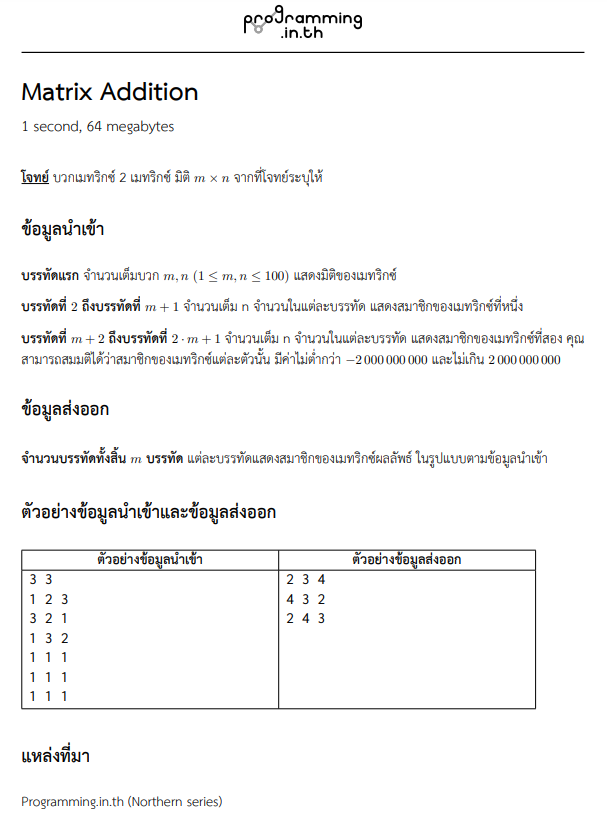 programming
.in.th
Matrix Addition
1 second, 64 megabytes
โจทย์ บวกเมทริกซ์ 2 เมทริกซ์ มิติ m × n จากที่โจทย์ระบุให้
ข้อมูลนำเข้า
บรรทัดแรก จำนวนเต็มบวก m, n (1 ≤ m, n ≤ 100) แสดงมิติของเมทริกซ์
บรรทัดที่ 2 ถึงบรรทัดที่ m + 1 จำนวนเต็ม n จำนวนในแต่ละบรรทัด แสดงสมาชิกของเมทริกซ์ที่หนึ่ง
บรรทัดที่ m + 2 ถึงบรรทัดที่ 2 · m + 1 จำนวนเต็ม n จำนวนในแต่ละบรรทัด แสดงสมาชิกของเมทริกซ์ที่สอง คุณ
สามารถสมมติได้ว่าสมาชิกของเมทริกซ์แต่ละตัวนั้น มีค่าไม่ต่ำกว่า −2 000 000 000 และไม่เกิน 2 000 000 000
ข้อมูลส่งออก
จำนวนบรรทัดทั้งสิ้น m บรรทัด แต่ละบรรทัดแสดงสมาชิกของเมทริกซ์ผลลัพธ์ ในรูปแบบตามข้อมูลนำเข้า
ตัวอย่างข้อมูลนำเข้าและข้อมูลส่งออก
ตัวอย่างข้อมูลนำเข้า ตัวอย่างข้อมูลส่งออก
3 3 2 3 4
1 2 3 4 3 2
3 2 1 2 4 3
1 3 2
1 1 1
1 1 1
1 1 1
แหล่งที่มา
Programming.in.th (Northern series)